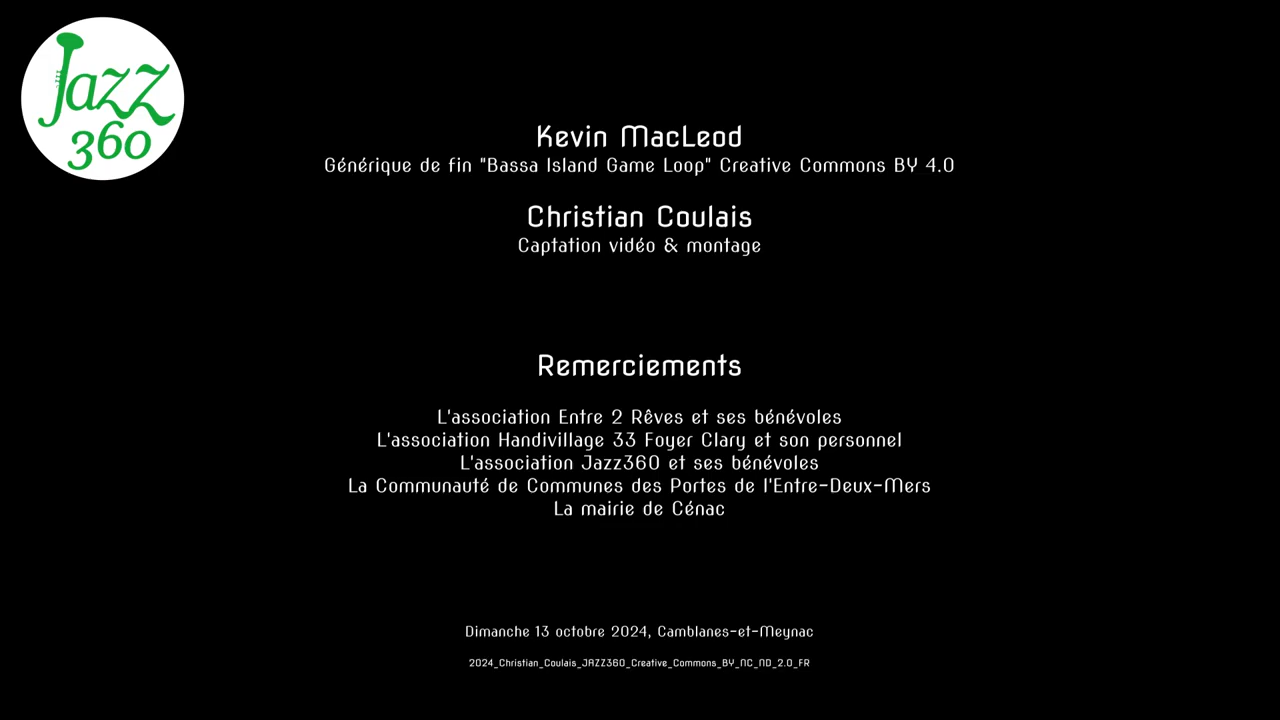 Jazz
360
Kevin MacLeod
Générique de fin "Bassa Island Game Loop" Creative Commons BY 4.0
Christian Coulais
Captation vidéo & montage
Remerciements
L'association Entre 2 Rêves et ses bénévoles
L'association Handivillage 33 Foyer Clary et son personnel
L'association Jazz360 et ses bénévoles
La Communauté de Communes des Portes de l'Entre-Deux-Mers
La mairie de Cénac
Dimanche 13 octobre 2024, Camblanes-et-Meynac
2024_Christian_Coulais_JAZZ360_Creative_Commons_BY_NC_ND_2.0_FR